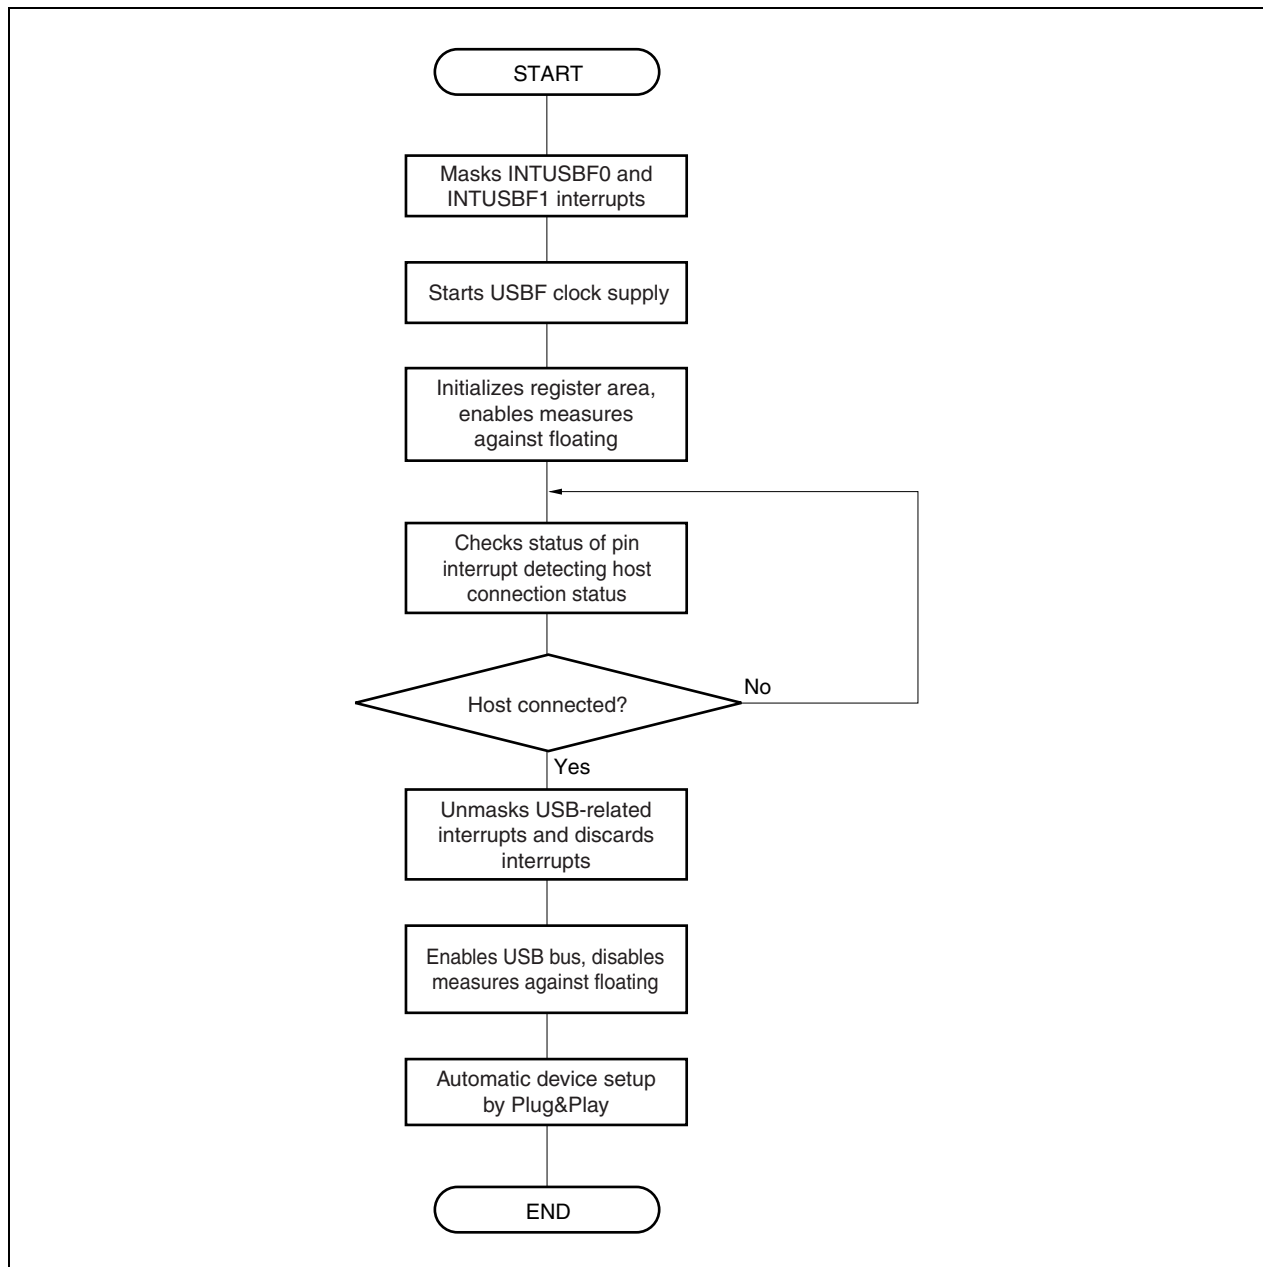 START
Masks INTUSBF0 and
INTUSBF1 interrupts
Starts USBF clock supply
Initializes register area,
enables measures
against floating
Checks status of pin
interrupt detecting host
connection status
Host connected?
No
Yes
Unmasks USB-related
interrupts and discards
interrupts
Enables USB bus, disables
measures against floating
Automatic device setup
by Plug&Play
END